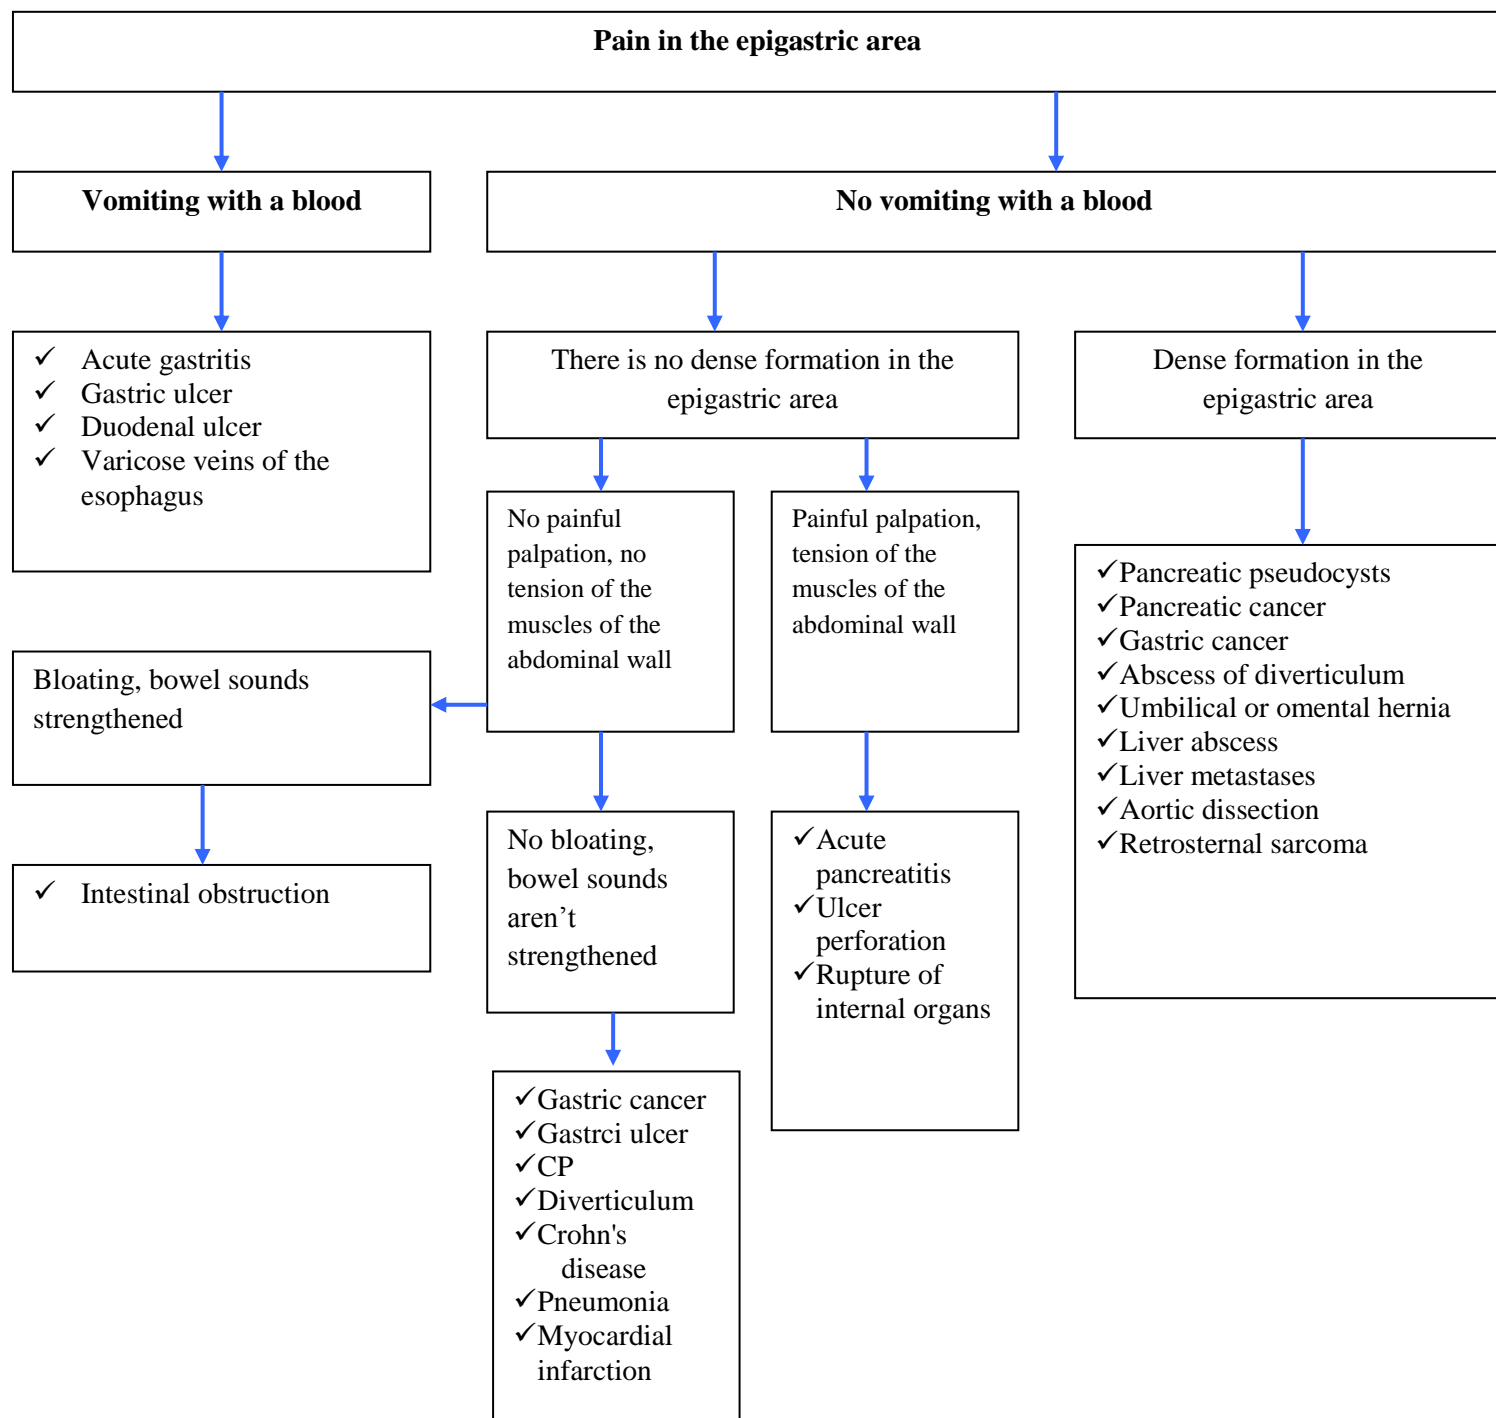 Pain in the epigastric area
Vomiting with a blood
No vomiting with a blood
✓ Acute gastritis
✓ Gastric ulcer
✓ Duodenal ulcer
✓ Varicose veins of the
esophagus
There is no dense formation in the
epigastric area
Dense formation in the
epigastric area
No painful
palpation, no
tension of the
muscles of the
abdominal wall
Painful palpation,
tension of the
muscles of the
abdominal wall
✓Pancreatic pseudocysts
✓Pancreatic cancer
✓Gastric cancer
✓Abscess of diverticulum
✓Umbilical or omental hernia
✓Liver abscess
✓Liver metastases
✓Aortic dissection
✓Retrosternal sarcoma
Bloating, bowel sounds
strengthened
✓ Intestinal obstruction
No bloating,
bowel sounds
aren’t
strengthened
✓Acute
pancreatitis
✓Ulcer
perforation
✓Rupture of
internal organs
✓Gastric cancer
✓Gastrci ulcer
✓CP
✓Diverticulum
✓Crohn's
disease
✓Pneumonia
✓Myocardial
infarction